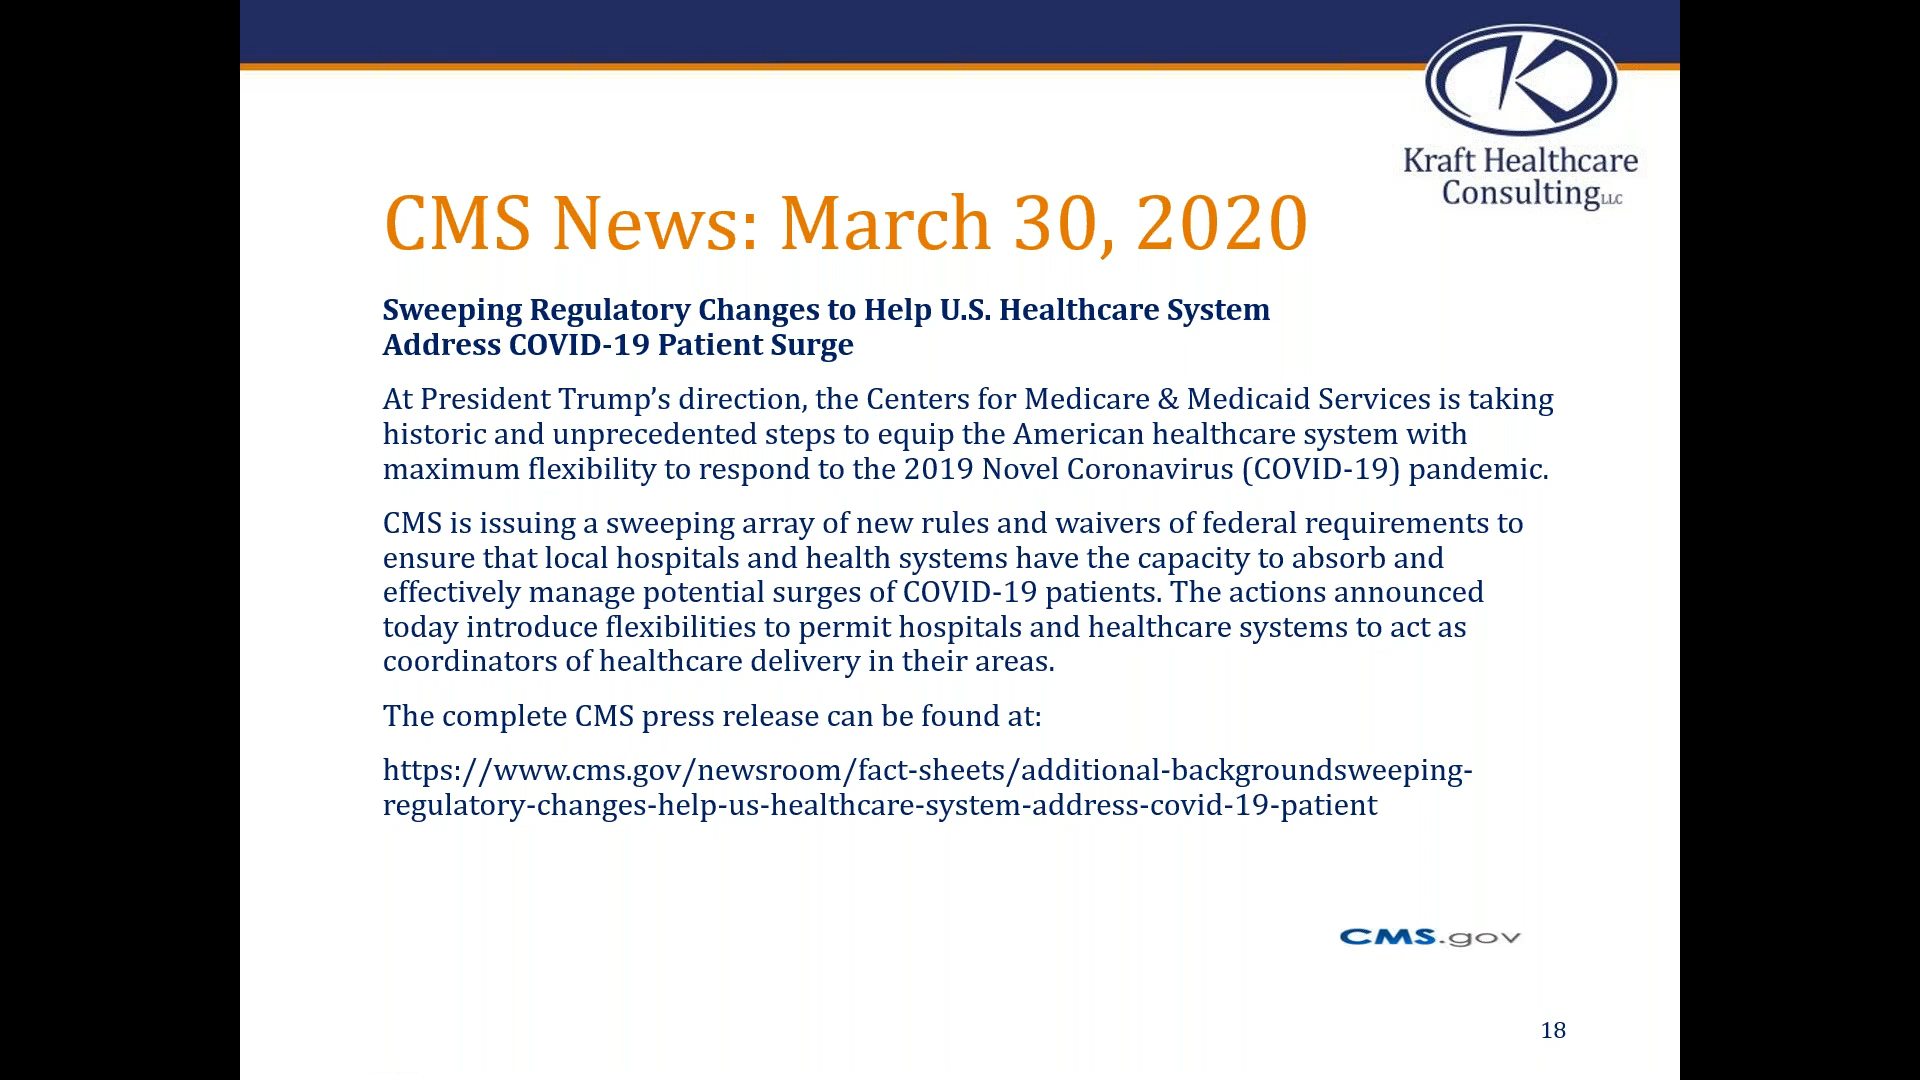 Kraft Healthcare
Consulting LLC
CMS News: March 30, 2020
Sweeping Regulatory Changes to Help U.S. Healthcare System
Address COVID-19 Patient Surge
At President Trump’s direction, the Centers for Medicare & Medicaid Services is taking
historic and unprecedented steps to equip the American healthcare system with
maximum flexibility to respond to the 2019 Novel Coronavirus (COVID-19) pandemic.
CMS is issuing a sweeping array of new rules and waivers of federal requirements to
ensure that local hospitals and health systems have the capacity to absorb and
effectively manage potential surges of COVID-19 patients. The actions announced
today introduce flexibilities to permit hospitals and healthcare systems to act as
coordinators of healthcare delivery in their areas.
The complete CMS press release can be found at:
https://www.cms.gov/newsroom/fact-sheets/additional-backgroundsweeping-
regulatory-changes-help-us-healthcare-system-address-covid-19-patient
CMS.gov
18